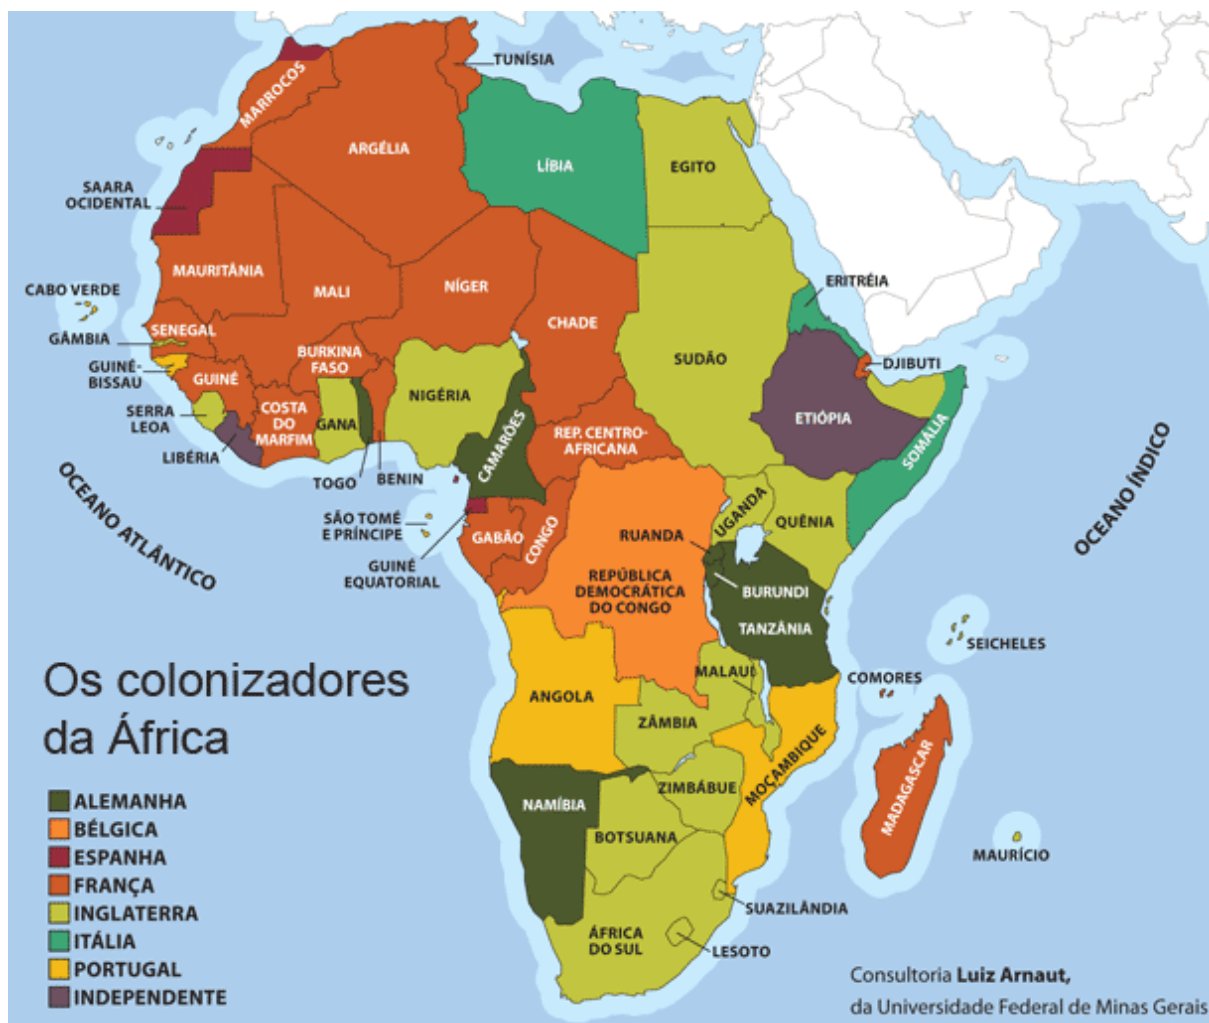 TUNÍSIA
MARROCOS
ARGÉLIA
LÍBIA
EGITO
SAARA
OCIDENTAL
MAURITÂNIA
MALI
NÍGER
CHADE
SUDÃO
ERITRÉIA
CABO VERDE
SENEGAL
GÂMBIA
GUINÉ-
BISSAU
GUINÉ
BURKINA
FASO
NIGÉRIA
DJIBUTI
ETIÓPIA
SOMÁLIA
SERRA
LEOA
COSTA
DO
MARFIM
GANA
LIBÉRIA
TOGO
BENIN
CAMARÕES
REP. CENTRO-
AFRICANA
OCEANO ATLÂNTICO
OCEANO ÍNDICO
SÃO TOMÉ
E PRÍNCIPE
GUINÉ
EQUATORIAL
GABÃO
CONGO
UGANDA
QUÊNIA
RUANDA
REPÚBLICA
DEMOCRÁTICA
DO CONGO
BURUNDI
TANZÂNIA
SEICHELES
MALAUI
COMORES
ANGOLA
ZÂMBIA
MOÇAMBIQUE
MADAGASCAR
ZIMBÁBUE
NAMÍBIA
BOTSUANA
MAURÍCIO
SUAZILÂNDIA
ÁFRICA
DO SUL
LESOTO
Os colonizadores
da África
ALEMANHA
BÉLGICA
ESPANHA
FRANÇA
INGLATERRA
ITÁLIA
PORTUGAL
INDEPENDENTE
Consultoria Luiz Arnaut,
da Universidade Federal de Minas Gerais